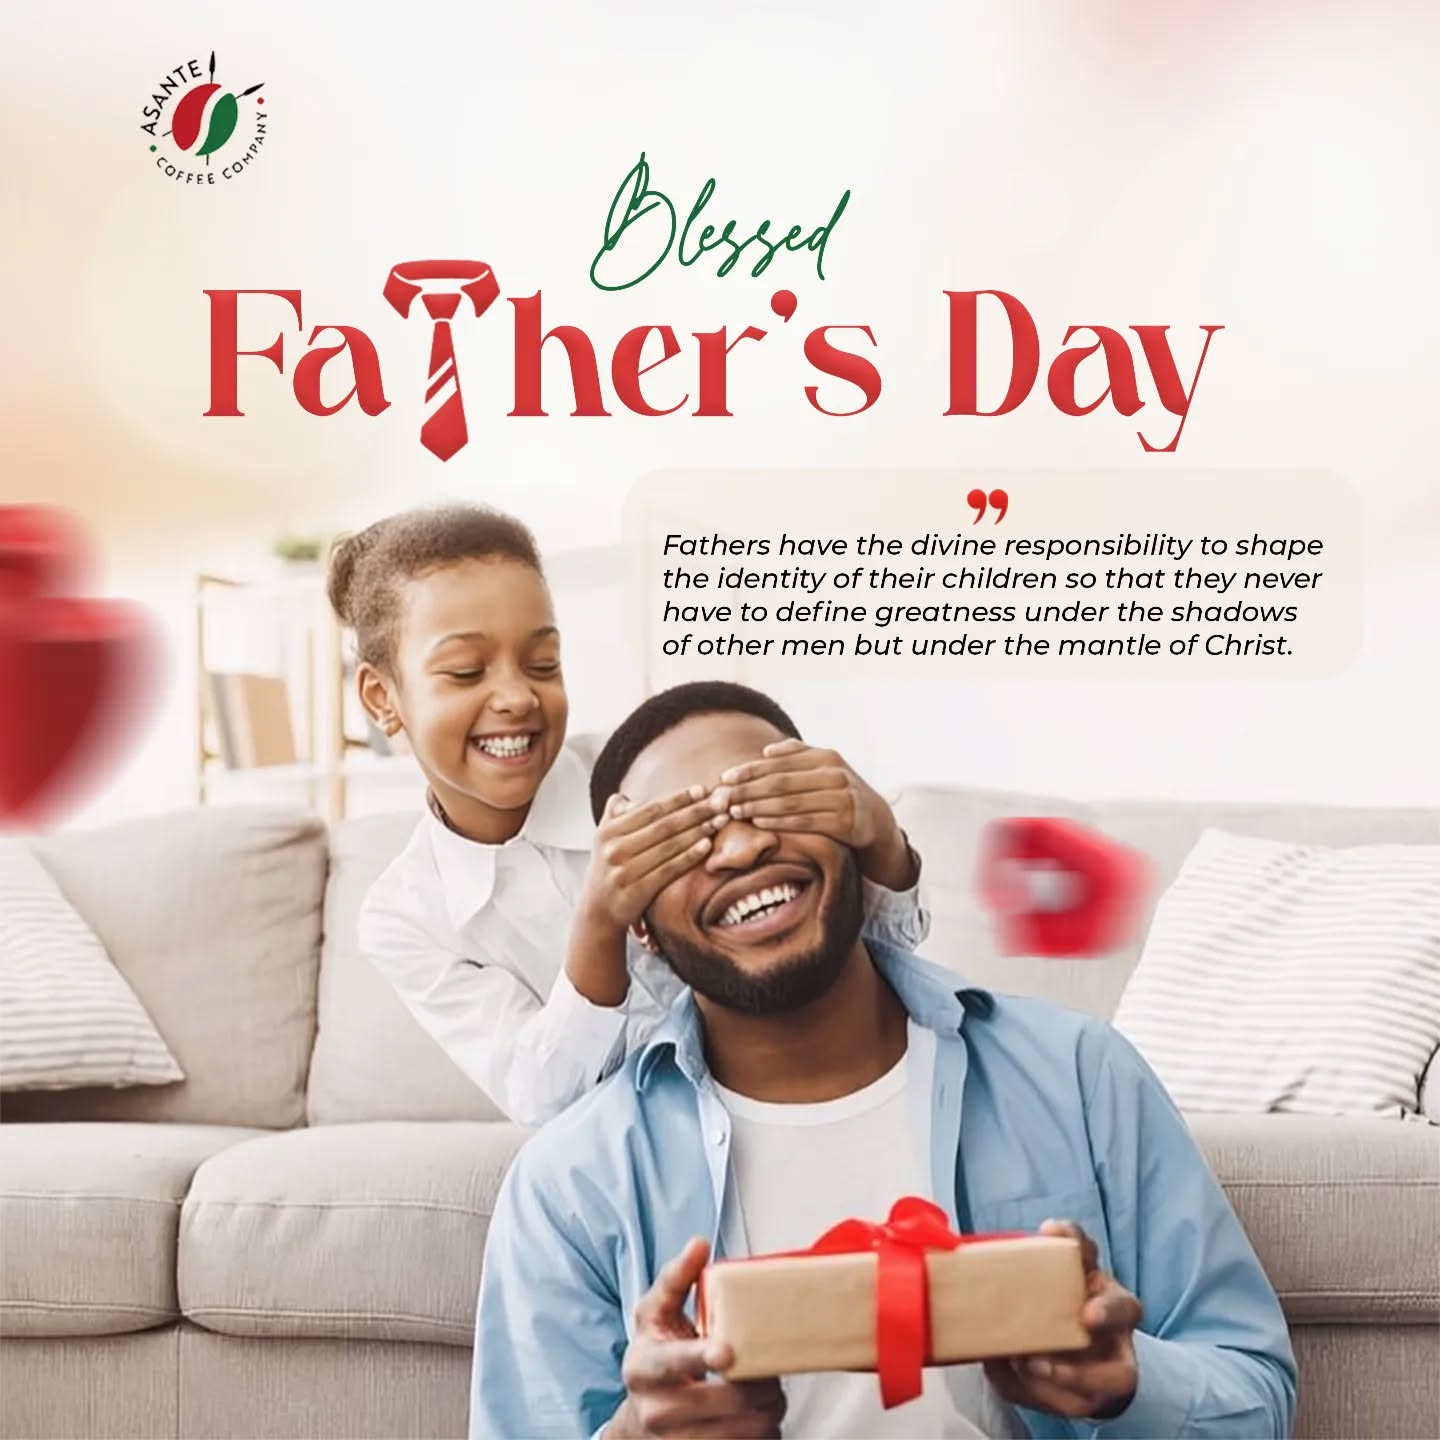 ASANTE
COFFEE COMPANY
Blessed
Father's Day
”
Fathers have the divine responsibility to shape
the identity of their children so that they never
have to define greatness under the shadows
of other men but under the mantle of Christ.